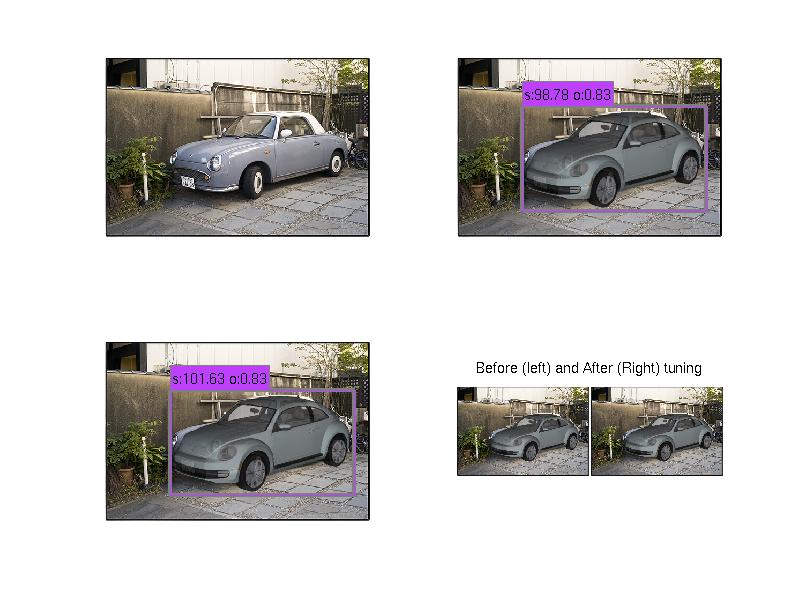 s:98.78 o:0.83
s:101.63 o:0.83
Before (left) and After (Right) tuning